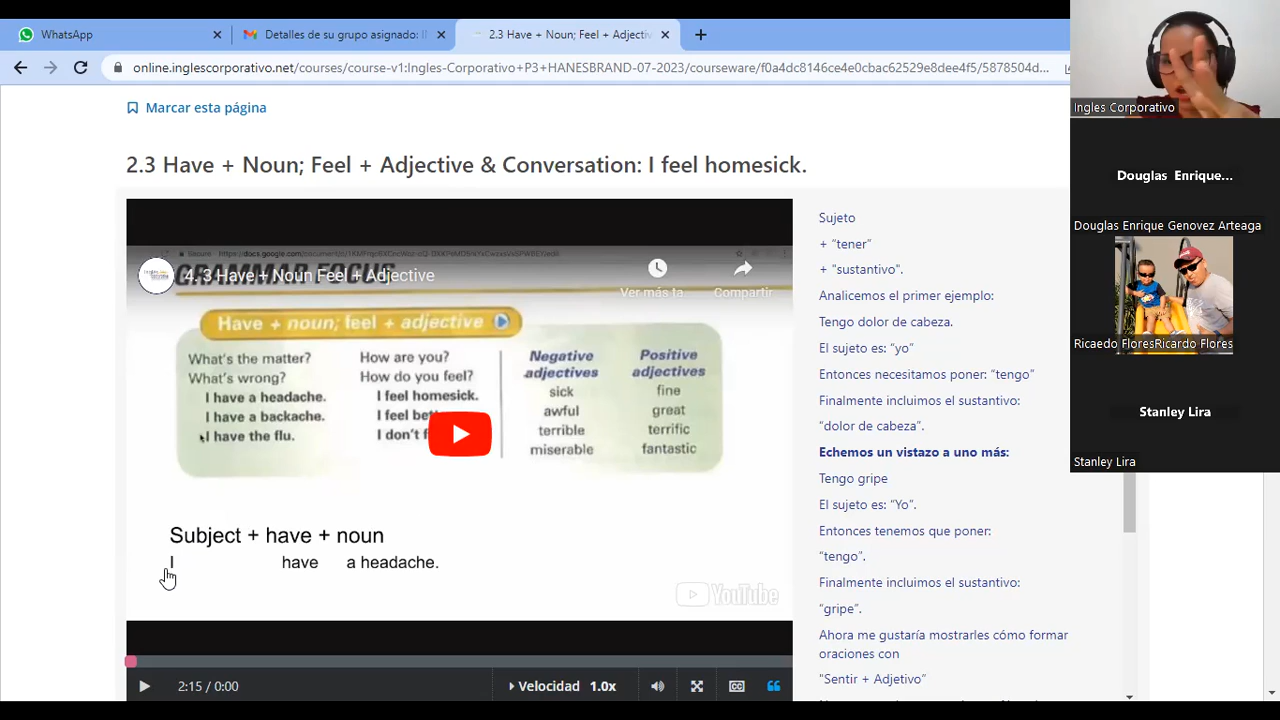 WhatsApp
Detalles de su grupo asignado: I
2.3 Have + Noun; Feel + Adjectiv
online.inglescorporativo.net/courses/course-v1:Ingles-Corporativo+P3+HANESBRAND-07-2023/courseware/f0a4dc8146ce4e0cbac62529e8dee4f5/5878504d...
Marcar esta página
2.3 Have + Noun; Feel + Adjective & Conversation: I feel homesick.
GRAMMAR FOCUS
4. 3 Have + Noun Feel + Adjective
Ver más ta
Compartir
Have + noun; feel + adjective
What's the matter?
What's wrong?
I have a headache.
I have a backache.
I have the flu.
How are you?
How do you feel?
I feel homesick.
I feel bet
I don't f
Negative
adjectives
sick
awful
terrible
miserable
Positive
adjectives
fine
great
terrific
fantastic
Subject + have + noun
I have a headache.
YouTube
2:15 / 0:00
Velocidad 1.0x
Sujeto
+ “tener”
+ “sustantivo”.
Analicemos el primer ejemplo:
Tengo dolor de cabeza.
El sujeto es: “yo”
Entonces necesitamos poner: “tengo”
Finalmente incluimos el sustantivo:
“dolor de cabeza”.
Echemos un vistazo a uno más:
Tengo gripe
El sujeto es: “Yo”.
Entonces tenemos que poner:
“tengo”.
Finalmente incluimos el sustantivo:
“gripe”.
Ahora me gustaría mostrarles cómo formar
oraciones con
"Sentir + Adjetivo”
Ingles Corporativo
Douglas Enrique...
Douglas Enrique Genovez Arteaga
Ricaedo FloresRicardo Flores
Stanley Lira
Stanley Lira